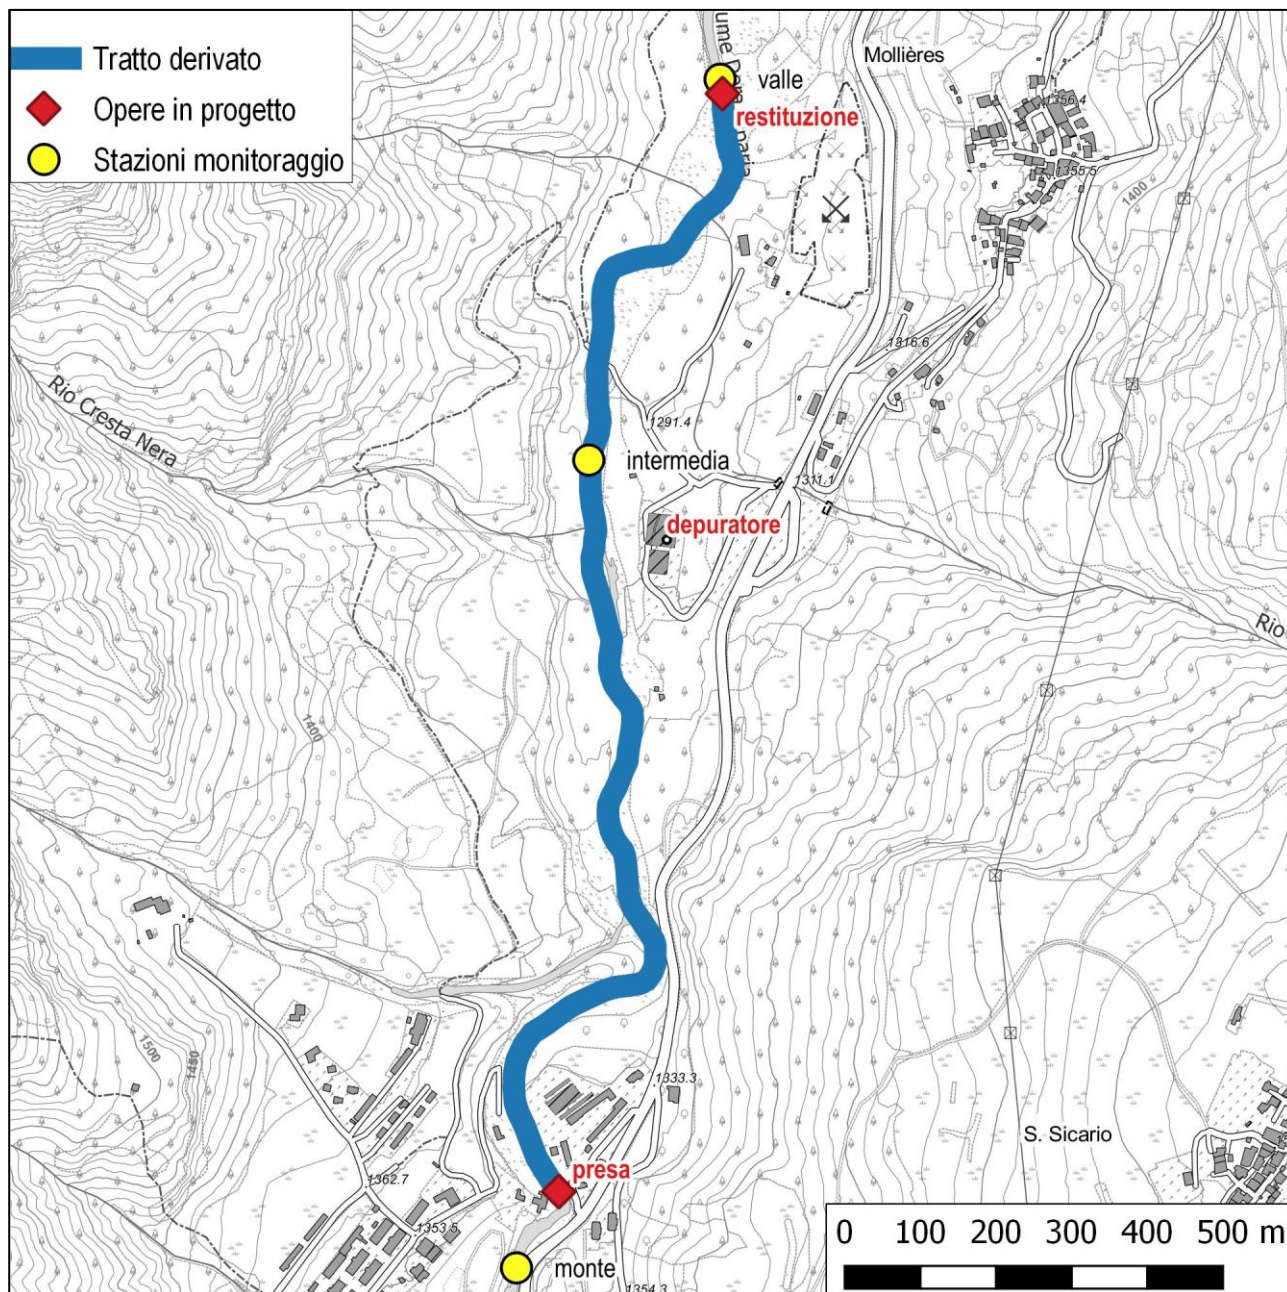 Tratto derivato
Opere in progetto
Stazioni monitoraggio
valle
restituzione
Mollières
1356.4
1355.5
1400
1316.6
Rio Cresta Nera
1291.4
intermedia
1311.1
depuratore
Rio
1400
1500
1450
1333.3
S. Sicario
presa
1362.7
1353.5
monte
1354.3
0 100 200 300 400 500 m